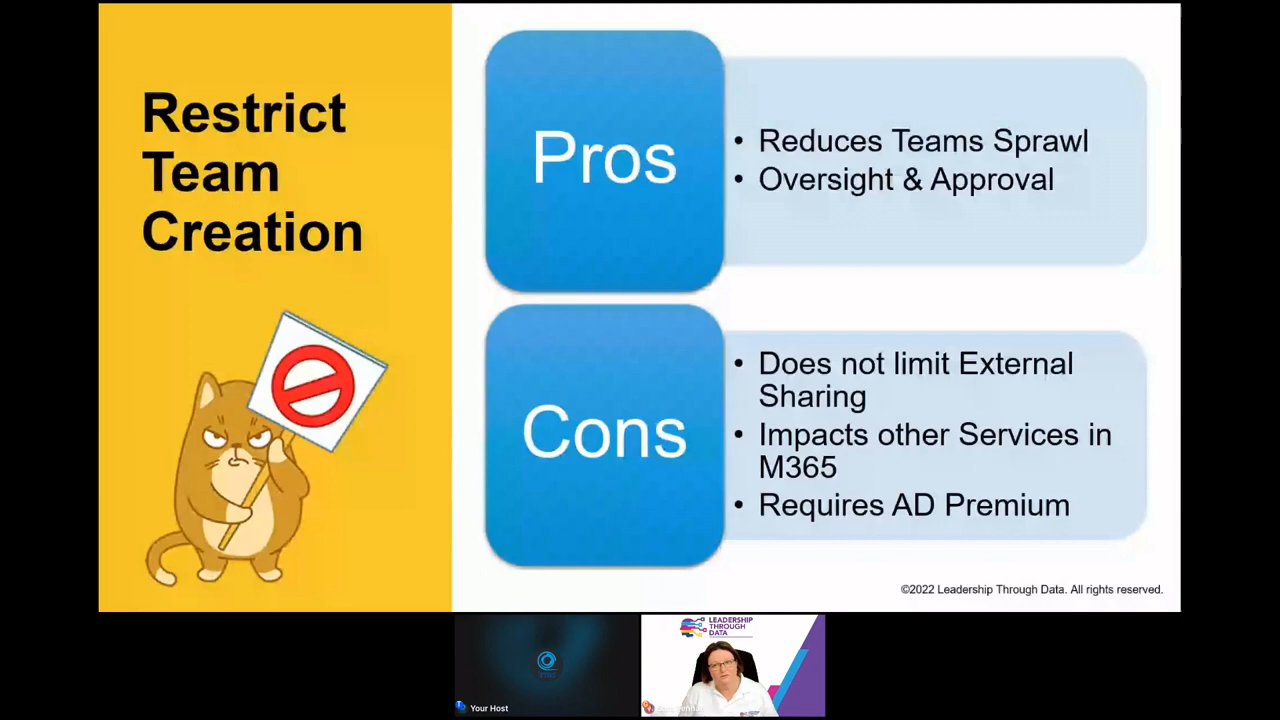 Restrict
Team
Creation
Pros
• Reduces Teams Sprawl
• Oversight & Approval
Cons
• Does not limit External
Sharing
• Impacts other Services in
M365
• Requires AD Premium
©2022 Leadership Through Data. All rights reserved.
LEADERSHIP
THROUGH
DATA
Your Host